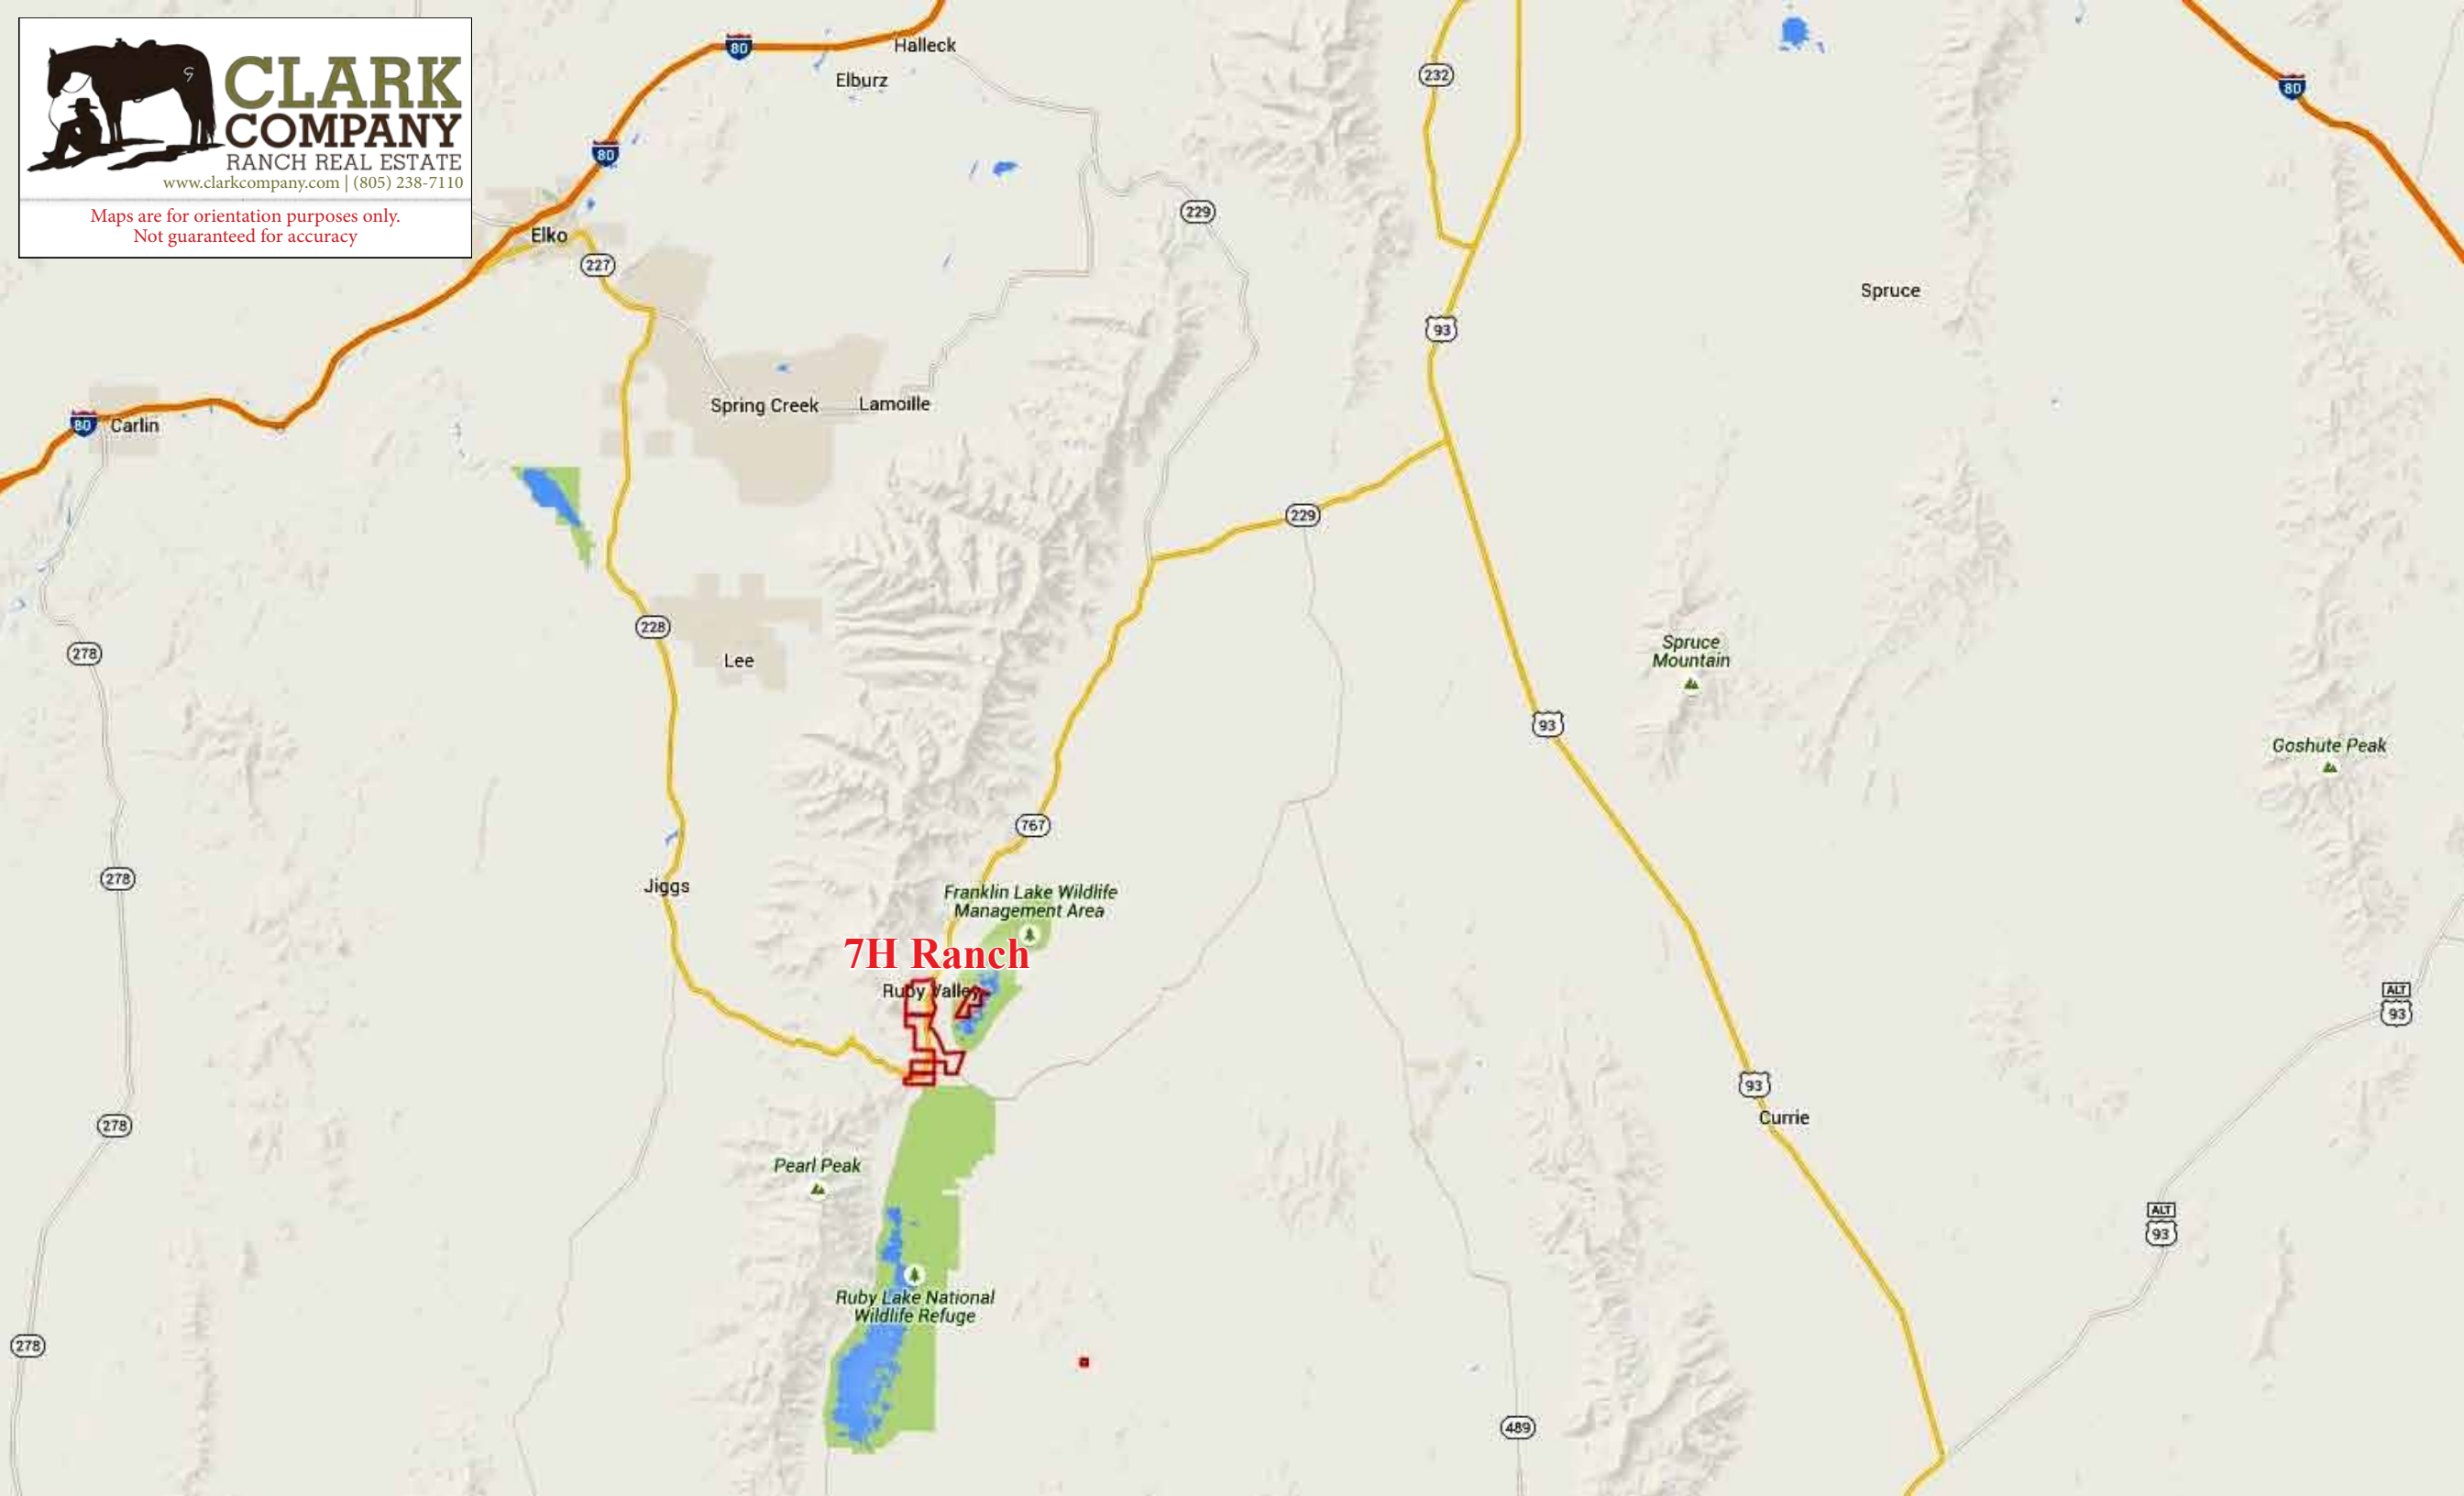 CLARK
COMPANY
RANCH REAL ESTATE
www.clarkcompany.com | (805) 238-7110
Maps are for orientation purposes only.
Not guaranteed for accuracy
80
Halleck
Elburz
232
80
80
229
Elko
227
Spruce
93
Spring Creek
Lamoille
80
Carlin
229
228
278
Lee
Spruce
Mountain
93
Goshute Peak
767
278
Jiggs
Franklin Lake Wildlife
Management Area
7H Ranch
Ruby Valley
ALT
93
93
Currie
278
Pearl Peak
ALT
93
Ruby Lake National
Wildlife Refuge
278
489